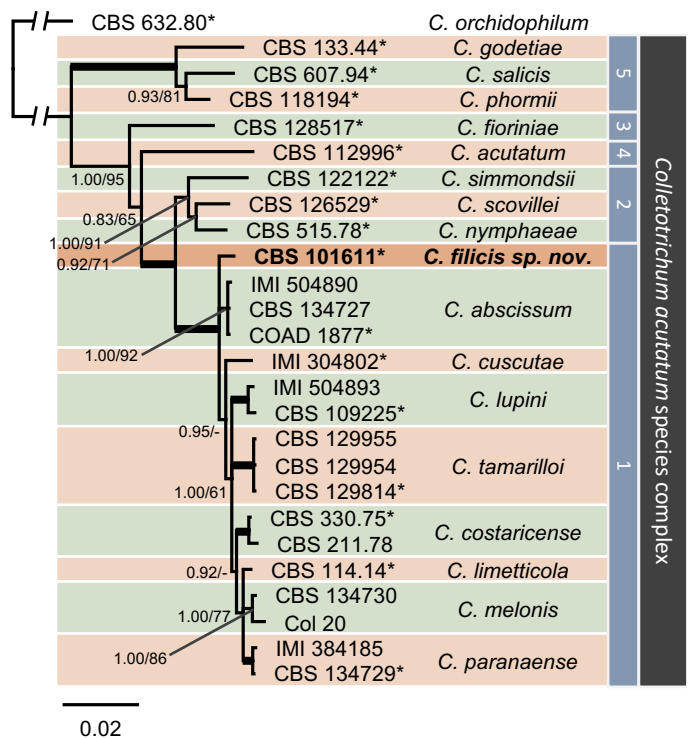 CBS 632.80* C. orchidophilum
CBS 133.44* C. godetiae
CBS 607.94* C. salicis
5
0.93/81 CBS 118194* C. phormii
CBS 128517* C. fioriniae 3
CBS 112996* C. acutatum 4
1.00/95 CBS 122122* C. simmondsii
CBS 126529* C. scovillei 2
0.83/65
CBS 515.78* C. nymphaeae
1.00/91
0.92/71 CBS 101611* C. filicis sp. nov.
IMI 504890
CBS 134727 C. abscissum
COAD 1877*
1.00/92
IMI 304802* C. cuscutae
IMI 504893
C. lupini
CBS 109225*
0.95/-
CBS 129955
CBS 129954 C. tamarilloi
CBS 129814*
1.00/61
1
CBS 330.75*
C. costaricense
CBS 211.78
0.92/- CBS 114.14* C. limetticola
CBS 134730
C. melonis
1.00/77 Col 20
IMI 384185
1.00/86
C. paranaense
CBS 134729*
Colletotrichum acutatum species complex
0.02